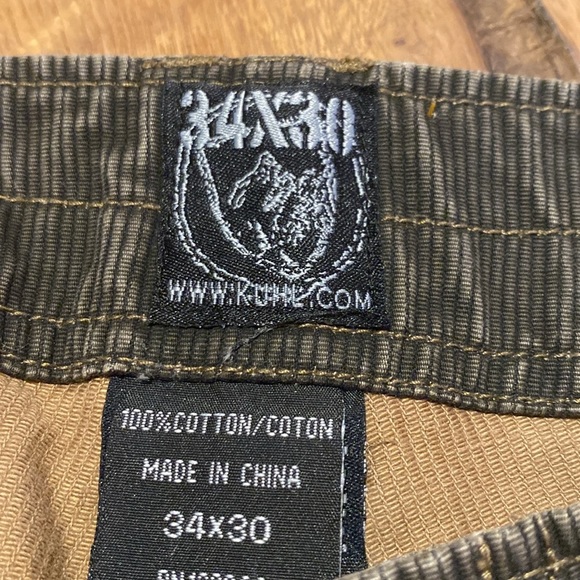 34X30
WWW.KUHL.COM
100%COTTON/COTON
MADE IN CHINA
34X30